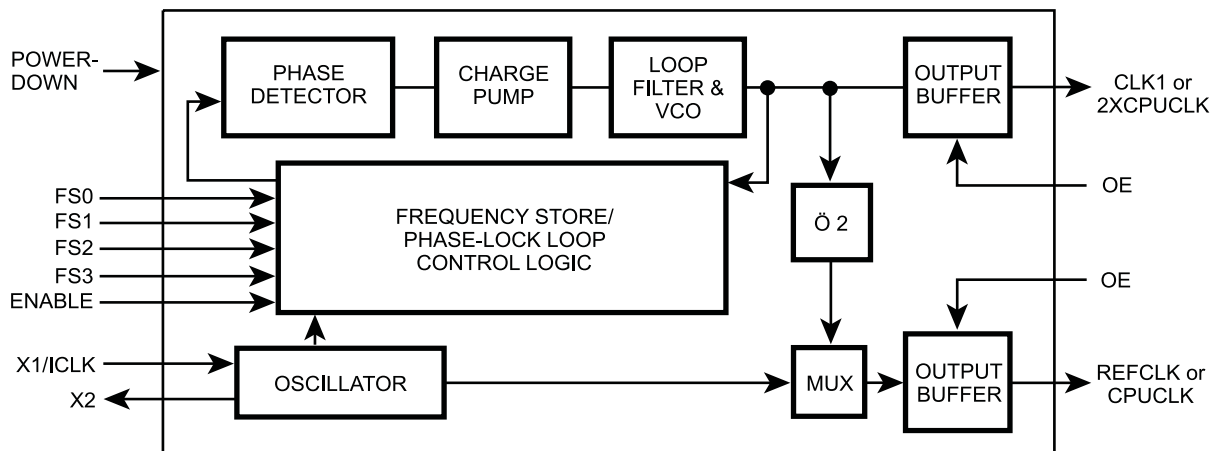 POWER-
DOWN
PHASE
DETECTOR
CHARGE
PUMP
LOOP
FILTER &
VCO
OUTPUT
BUFFER
CLK1 or
2XCPUCLK
OE
FS0
FS1
FS2
FS3
ENABLE
FREQUENCY STORE/
PHASE-LOCK LOOP
CONTROL LOGIC
Ö 2
OE
X1/ICLK
X2
OSCILLATOR
MUX
OUTPUT
BUFFER
REFCLK or
CPUCLK